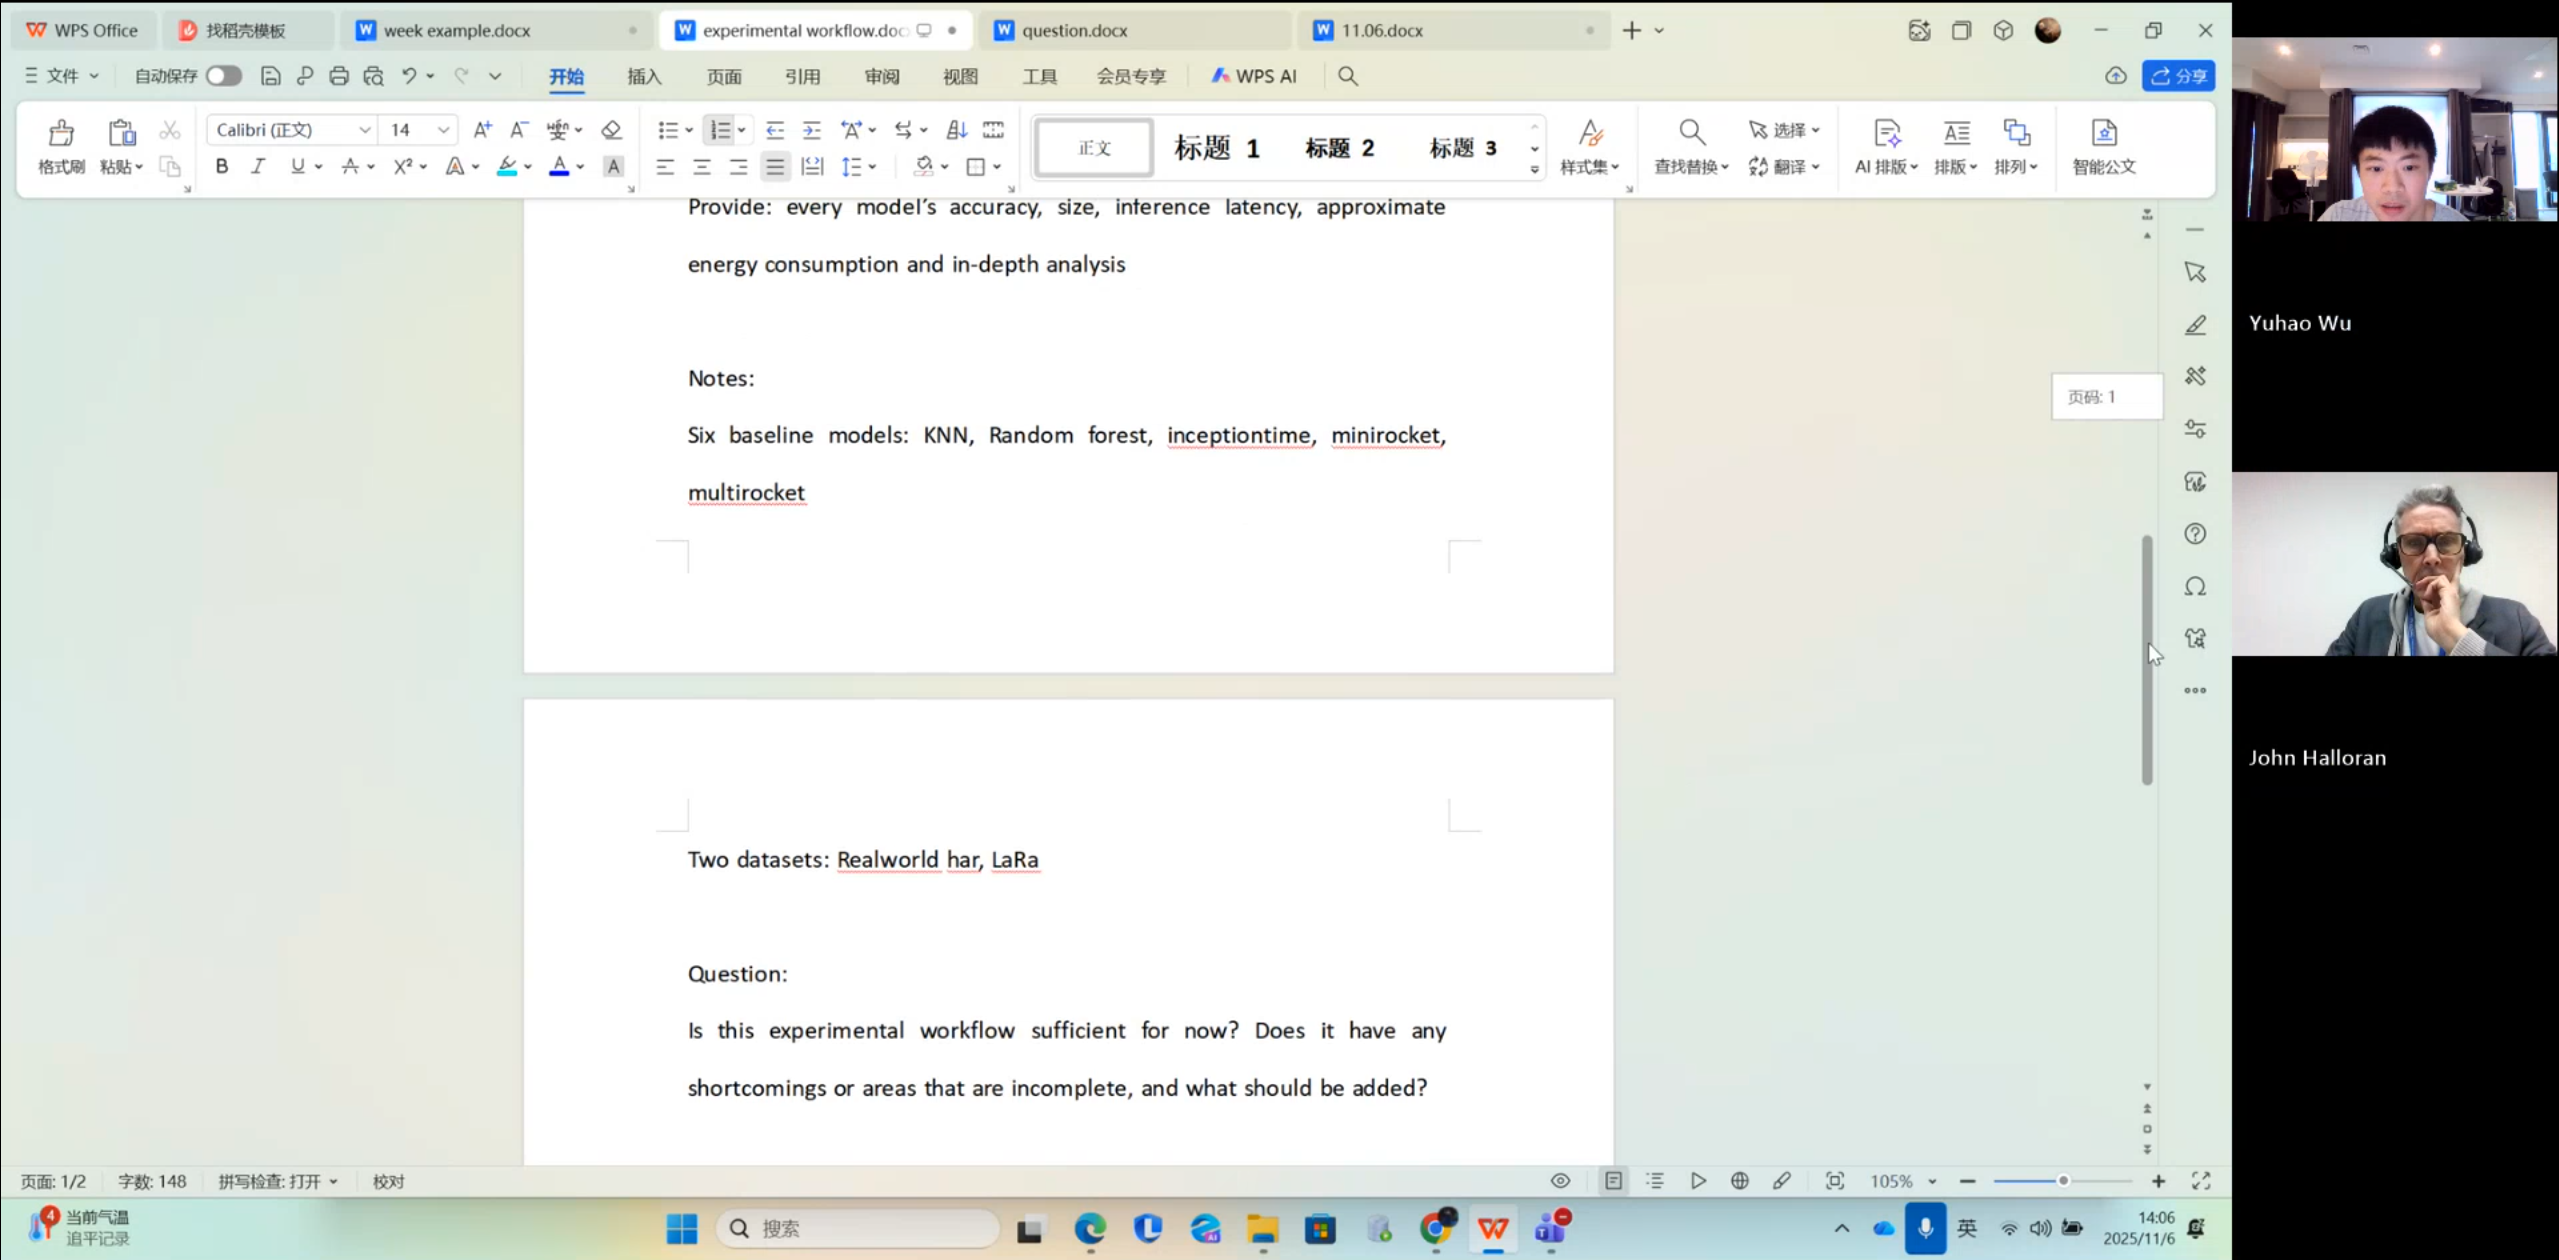 WPS Office
找稻壳模板
week example.docx
experimental workflow.doc
question.docx
11.06.docx
文件
自动保存
开始
插入
页面
引用
审阅
视图
工具
会员专享
WPS AI
分享
Calibri (正文)
14
正文
标题 1
标题 2
标题 3
选择
格式刷
粘贴
样式集
查找替换
翻译
AI 排版
排版
排列
智能公文
Provide: every model's accuracy, size, inference latency, approximate
energy consumption and in-depth analysis
Notes:
Six baseline models: KNN, Random forest, inceptiontime, minirocket,
multirocket
页码: 1
Two datasets: Realworld har, LaRa
Question:
Is this experimental workflow sufficient for now? Does it have any
shortcomings or areas that are incomplete, and what should be added?
页面: 1/2
字数: 148
拼写检查: 打开
校对
105%
4
当前气温
追平记录
搜索
英
14:06
2025/11/6
Yuhao Wu
John Halloran